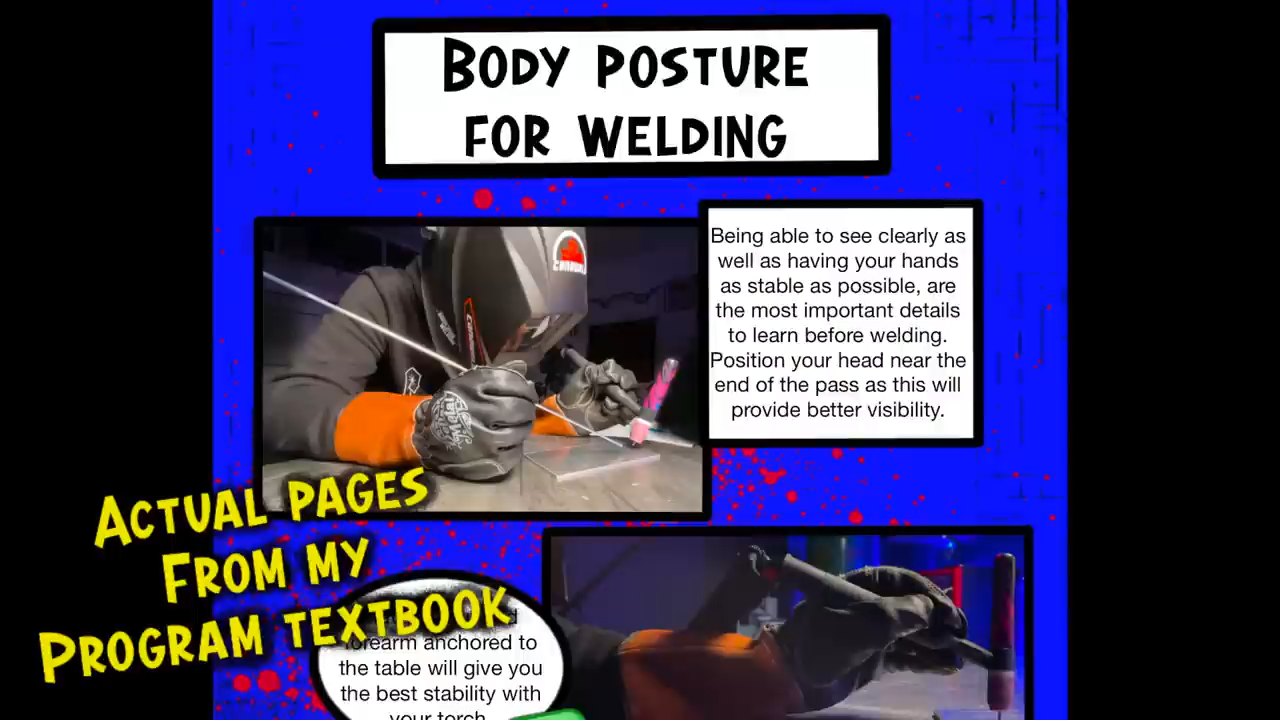 BODY POSTURE
FOR WELDING
Being able to see clearly as
well as having your hands
as stable as possible, are
the most important details
to learn before welding.
Position your head near the
end of the pass as this will
provide better visibility.
ACTUAL PAGES
FROM MY
PROGRAM TEXTBOOK
forearm anchored to
the table will give you
the best stability with
your torch